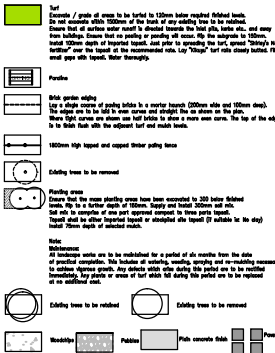 Turf
Excavate / grade all areas to be turfed to 120mm below required finished levels.
Do not excavate within 1500mm of the trunk of any existing tree to be retained.
Ensure that all surface water runoff is directed towards the inlet pits, kerbs etc.. and away
from buildings. Ensure that no pooling or ponding will occur. Rip the subgrade to 150mm.
Install 100mm depth of imported topsoil. Just prior to spreading the turf, spread "Shirley's No
fertilizer" over the topsoil at the recommended rate. Lay "Kikuyu" turf rolls closely butted. Fill
small gaps with topsoil. Water thoroughly.
Paveline
Brick garden edging
Lay a single course of paving bricks in a mortar haunch (200mm wide and 100mm deep).
The edges are to be laid in even curves and straight line as shown on the plan.
Where tight curves are shown use half bricks to show a more even curve. The top of the edge
is to finish flush with the adjacent turf and mulch levels.
1800mm high lapped and capped timber paling fence
Existing trees to be removed
Planting areas
Ensure that the mass planting areas have been excavated to 300 below finished
levels. Rip to a further depth of 150mm. Supply and install 300mm soil mix.
Soil mix to comprise of one part approved compost to three parts topsoil.
Topsoil shall be either imported topsoil or stockpiled site topsoil (if suitable ie: No clay)
Install 75mm depth of selected mulch.
Note:
Maintenance:
All landscape works are to be maintained for a period of six months from the date
of practical completion. This includes all watering, weeding, spraying and re-mulching necessary
to achieve vigorous growth. Any defects which arise during this period are to be rectified
immediately. Any plants or areas of turf which fail during this period are to be replaced
at no additional cost.
Existing trees to be retained Existing trees to be removed
Woodchips Pebbles Plain concrete finish